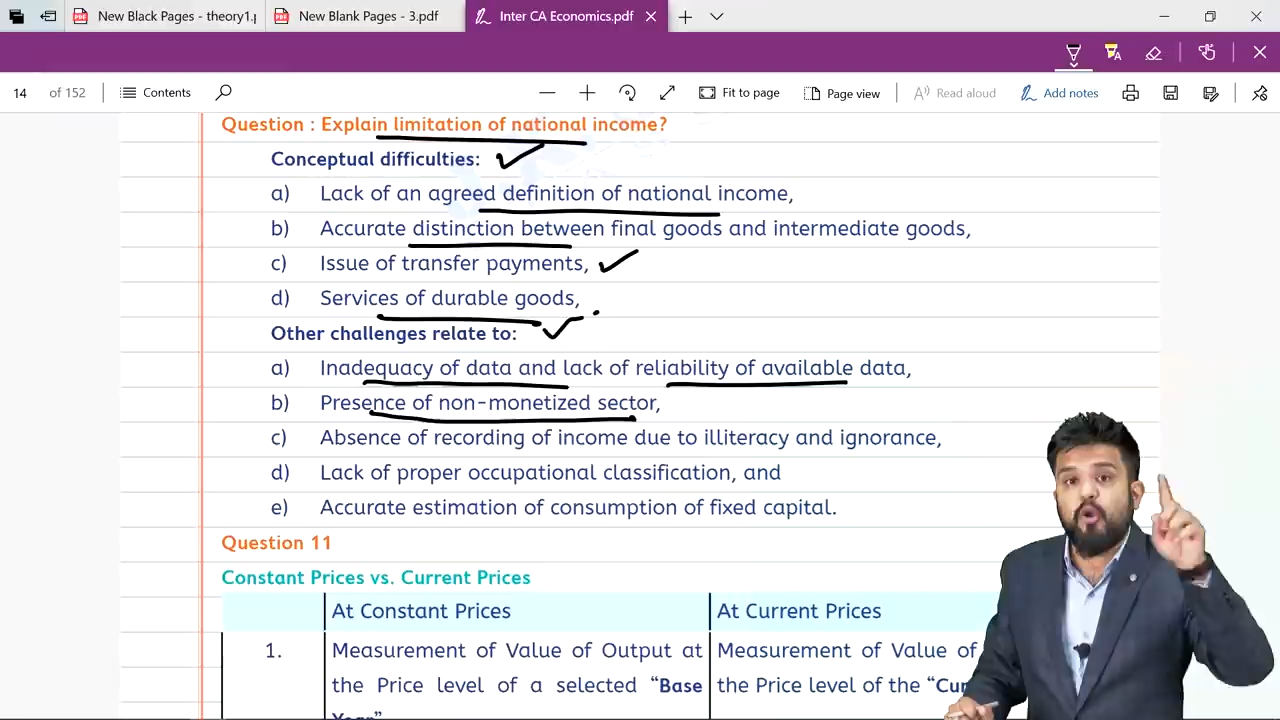 New Black Pages - theory1.p
New Blank Pages - 3.pdf
Inter CA Economics.pdf
14 of 152
Contents
Fit to page
Page view
Read aloud
Add notes
Question : Explain limitation of national income?
Conceptual difficulties:
a) Lack of an agreed definition of national income,
b) Accurate distinction between final goods and intermediate goods,
c) Issue of transfer payments,
d) Services of durable goods,
Other challenges relate to:
a) Inadequacy of data and lack of reliability of available data,
b) Presence of non-monetized sector,
c) Absence of recording of income due to illiteracy and ignorance,
d) Lack of proper occupational classification, and
e) Accurate estimation of consumption of fixed capital.
Question 11
Constant Prices vs. Current Prices
At Constant Prices At Current Prices
1. Measurement of Value of Output at Measurement of Value of
the Price level of a selected “Base the Price level of the “Cur
Year”